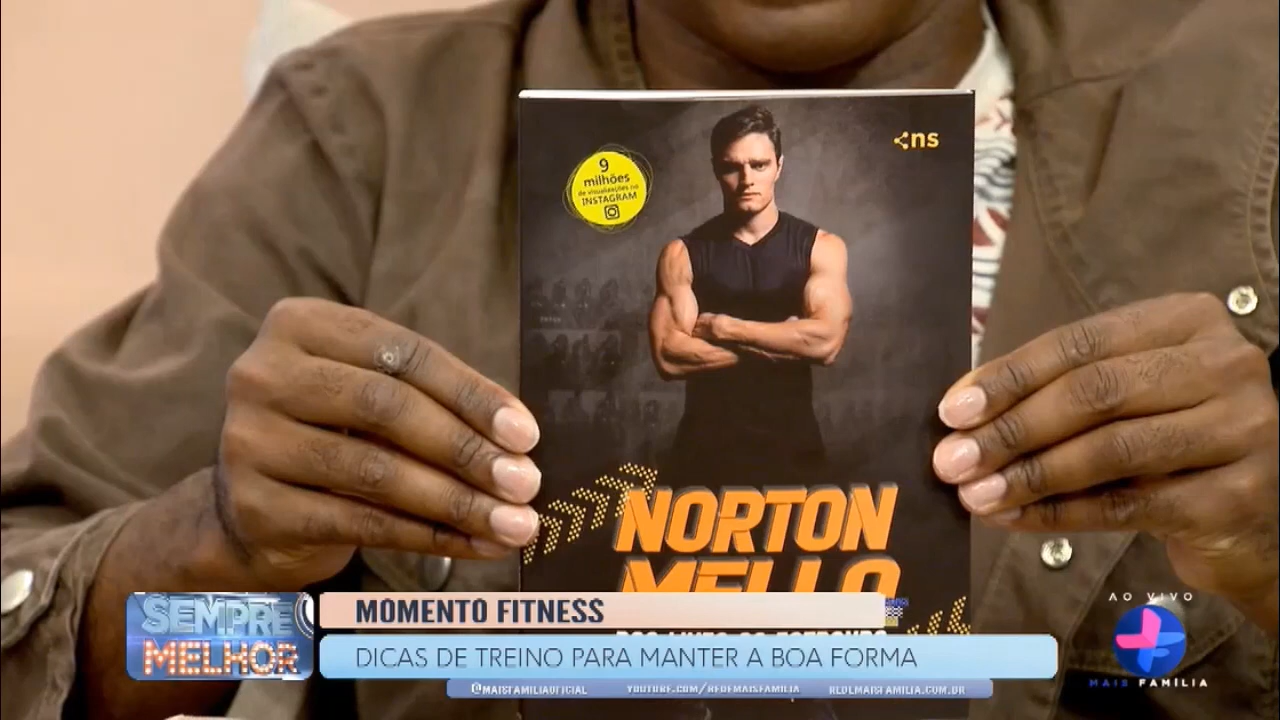 ns
9
milhões
de visualizações no
INSTAGRAM
NORTON
MELLO
SEMPRE
MELHOR
MOMENTO FITNESS
DICAS DE TREINO PARA MANTER A BOA FORMA
@MAISFAMILIAOFICIAL YOUTUBE.COM/REDEMAISFAMILIA REDEMAISFAMILIA.COM.BR
AO VIVO
MAIS FAMÍLIA